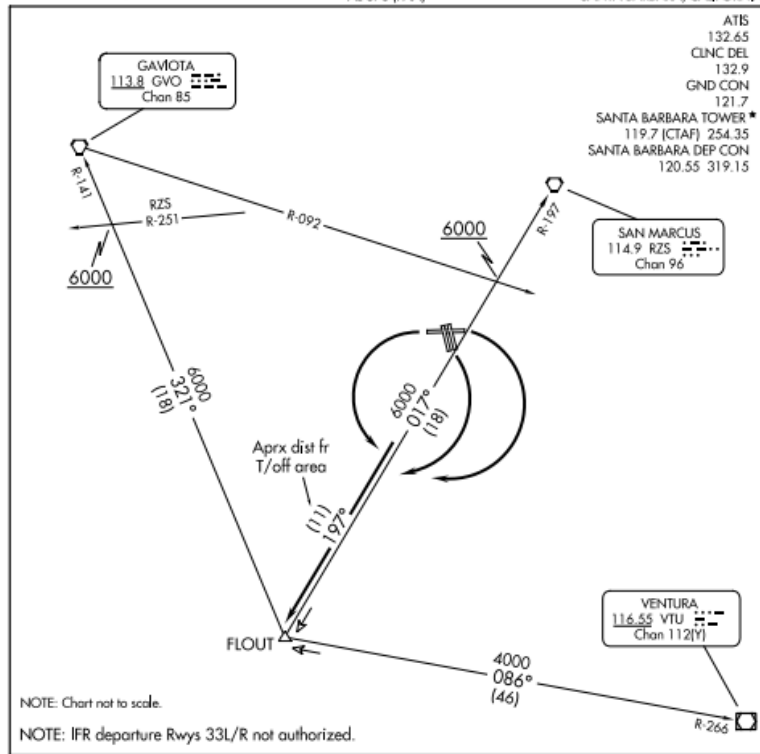 ATIS
132.65
CLNC DEL
132.9
GND CON
121.7
SANTA BARBARA TOWER ★
119.7 (CTAF) 254.35
SANTA BARBARA DEP CON
120.55 319.15
GAVIOTA
113.8 GVO
Chan 85
R-141
RZS
R-251
R-092
6000
R-197
SAN MARCUS
114.9 RZS
Chan 96
6000
6000
321°
(18)
6000
017°
(18)
Aprx dist fr
T/off area
(11)
197°
FLOUT
VENTURA
116.55 VTU
Chan 112(Y)
4000
086°
(46)
R-266
NOTE: Chart not to scale.
NOTE: IFR departure Rwys 33L/R not authorized.